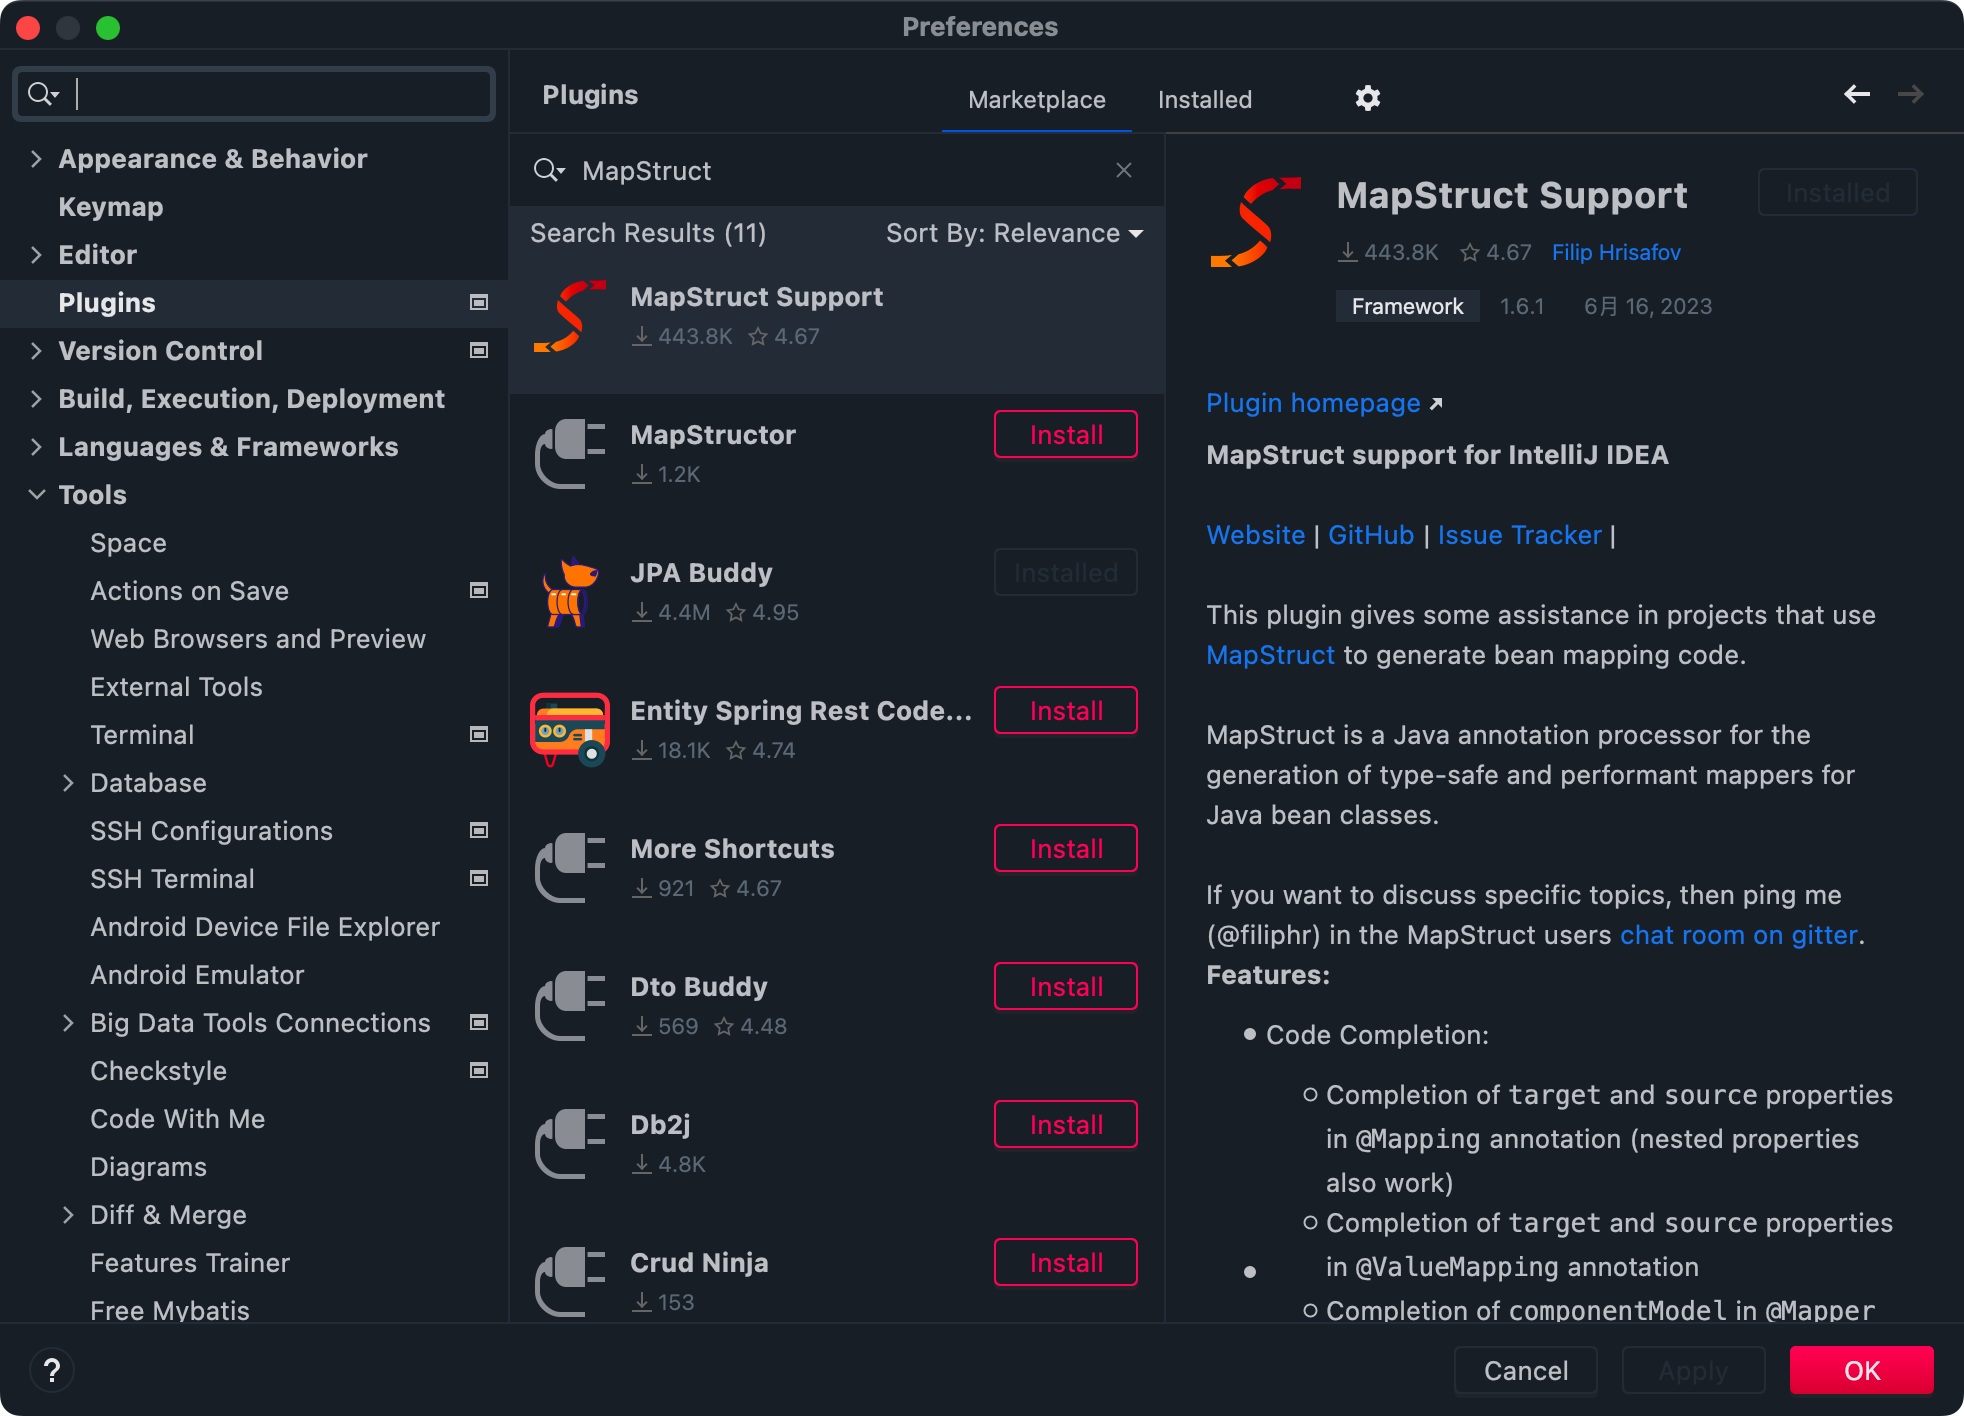 Preferences
Appearance & Behavior
Keymap
Editor
Plugins
Version Control
Build, Execution, Deployment
Languages & Frameworks
Tools
Space
Actions on Save
Web Browsers and Preview
External Tools
Terminal
Database
SSH Configurations
SSH Terminal
Android Device File Explorer
Android Emulator
Big Data Tools Connections
Checkstyle
Code With Me
Diagrams
Diff & Merge
Features Trainer
Free Mybatis
Plugins
Marketplace
Installed
MapStruct
Search Results (11)
Sort By: Relevance
MapStruct Support
443.8K 4.67
MapStructor
1.2K
Install
JPA Buddy
4.4M 4.95
Installed
Entity Spring Rest Code...
18.1K 4.74
Install
More Shortcuts
921 4.67
Install
Dto Buddy
569 4.48
Install
Db2j
4.8K
Install
Crud Ninja
153
Install
MapStruct Support
Installed
443.8K 4.67 Filip Hrisafov
Framework 1.6.1 6月 16, 2023
Plugin homepage
MapStruct support for IntelliJ IDEA
Website | GitHub | Issue Tracker |
This plugin gives some assistance in projects that use
MapStruct to generate bean mapping code.
MapStruct is a Java annotation processor for the
generation of type-safe and performant mappers for
Java bean classes.
If you want to discuss specific topics, then ping me
(@filiphr) in the MapStruct users chat room on gitter.
Features:
Code Completion:
Completion of target and source properties
in @Mapping annotation (nested properties
also work)
Completion of target and source properties
in @ValueMapping annotation
Completion of componentModel in @Mapper
?
Cancel
Apply
OK